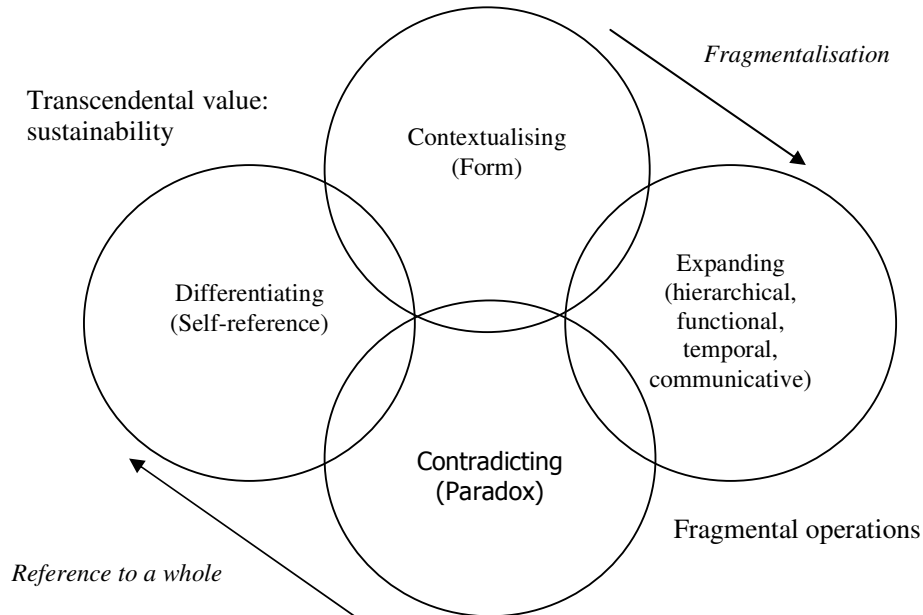 Fragmentalisation
Transcendental value:
sustainability
Contextualising
(Form)
Differentiating
(Self-reference)
Expanding
(hierarchical,
functional,
temporal,
communicative)
Contradicting
(Paradox)
Fragmental operations
Reference to a whole